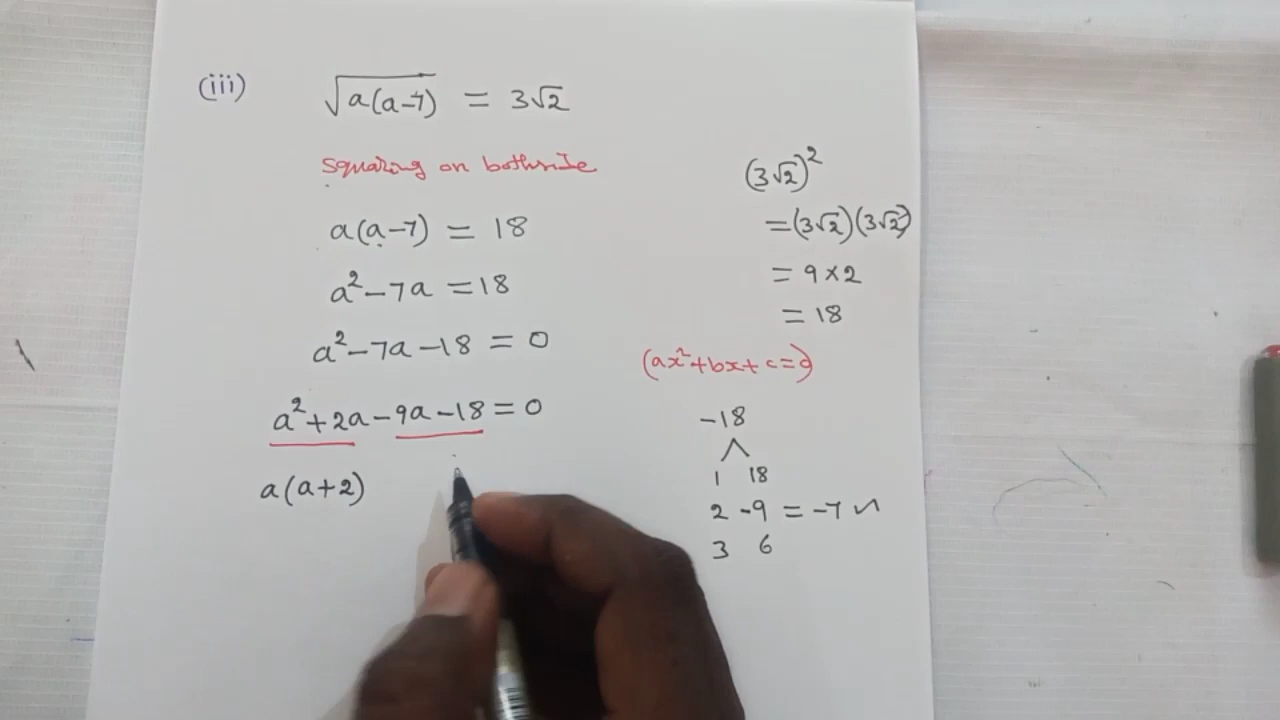 (iii) √a(a-7) = 3√2
squaring on bothside
a(a-7) = 18
a²-7a = 18
a²-7a-18 = 0
a²+2a-9a-18 = 0
a(a+2)
(3√2)²
= (3√2)(3√2)
= 9×2
= 18
(ax²+bx+c=0)
-18
1 18
2 -9 = -7 ✓
3 6